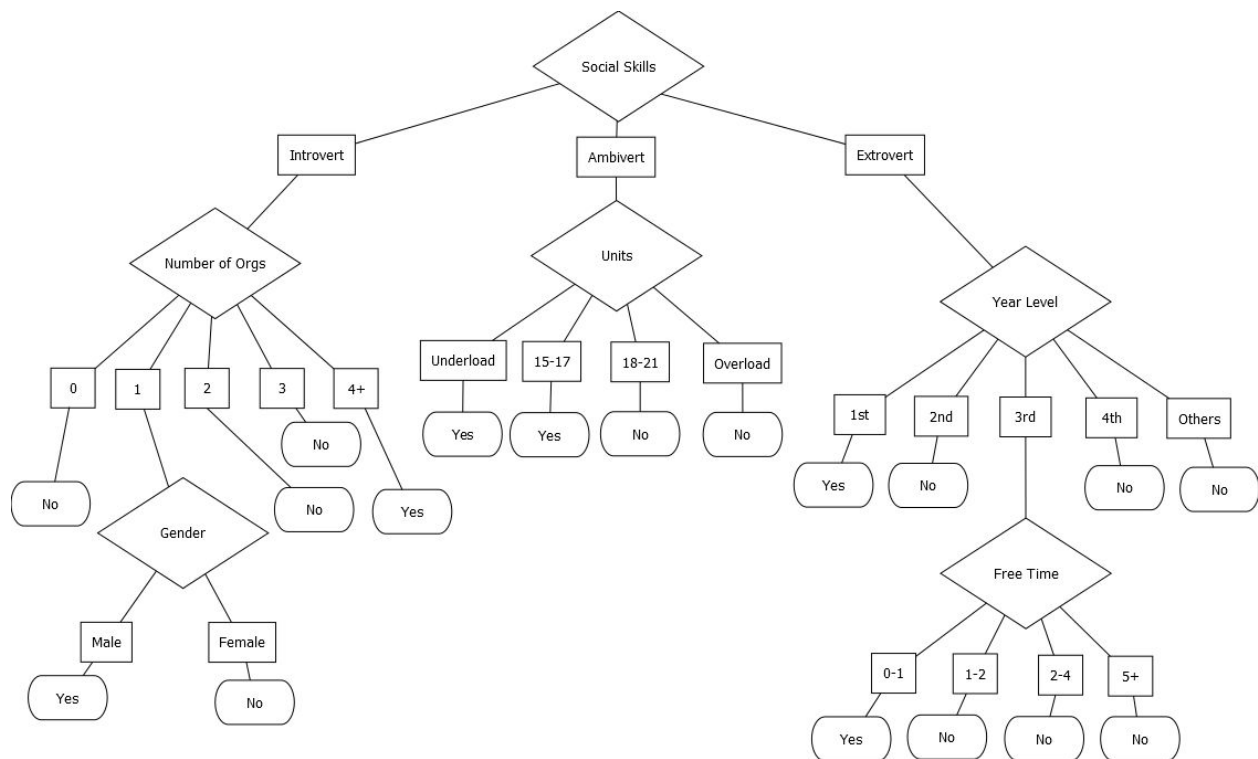 Social Skills
Introvert
Ambivert
Extrovert
Number of Orgs
Units
Year Level
0
1
2
3
4+
Underload
15-17
18-21
Overload
1st
2nd
3rd
4th
Others
No
No
No
Yes
Yes
Yes
No
No
Yes
No
No
No
Gender
Free Time
Male
Female
0-1
1-2
2-4
5+
Yes
No
Yes
No
No
No